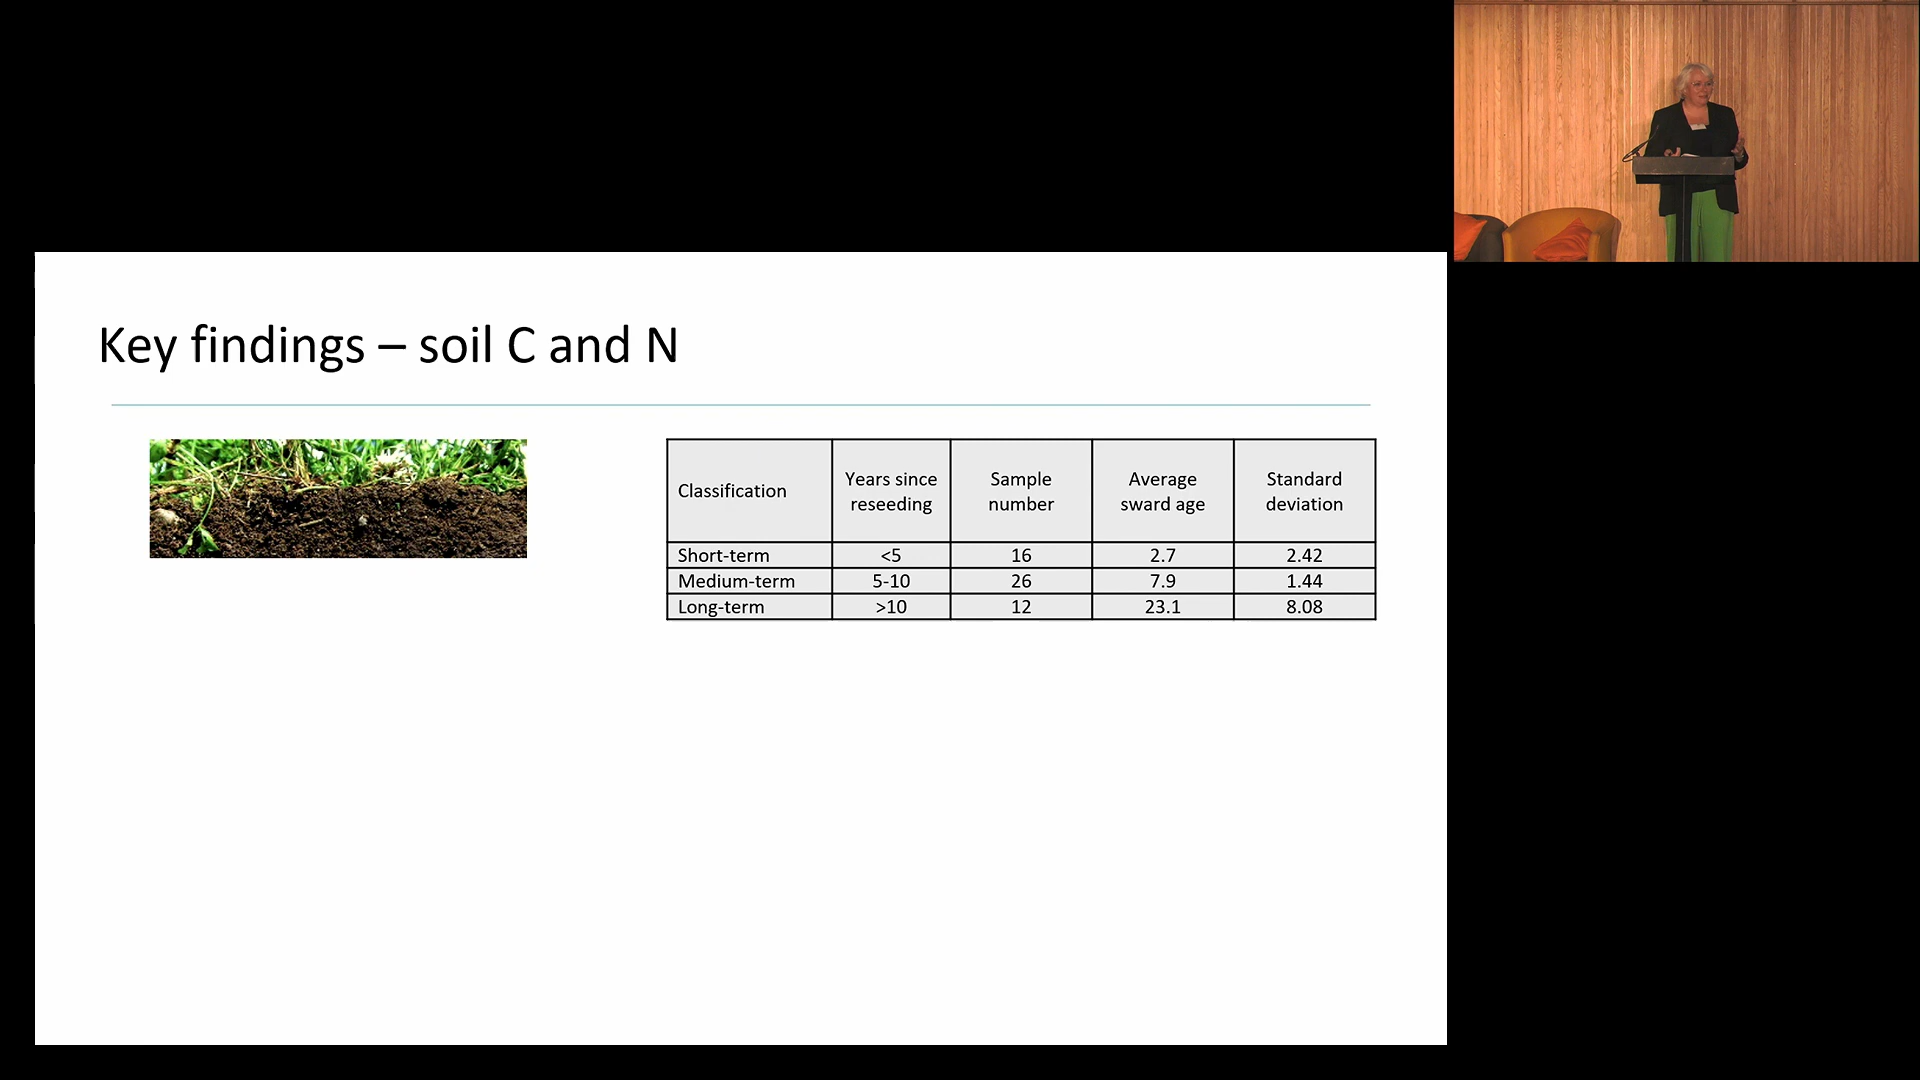 Key findings – soil C and N
Classification
Years since
reseeding
Sample
number
Average
sward age
Standard
deviation
Short-term <5 16 2.7 2.42
Medium-term 5-10 26 7.9 1.44
Long-term >10 12 23.1 8.08